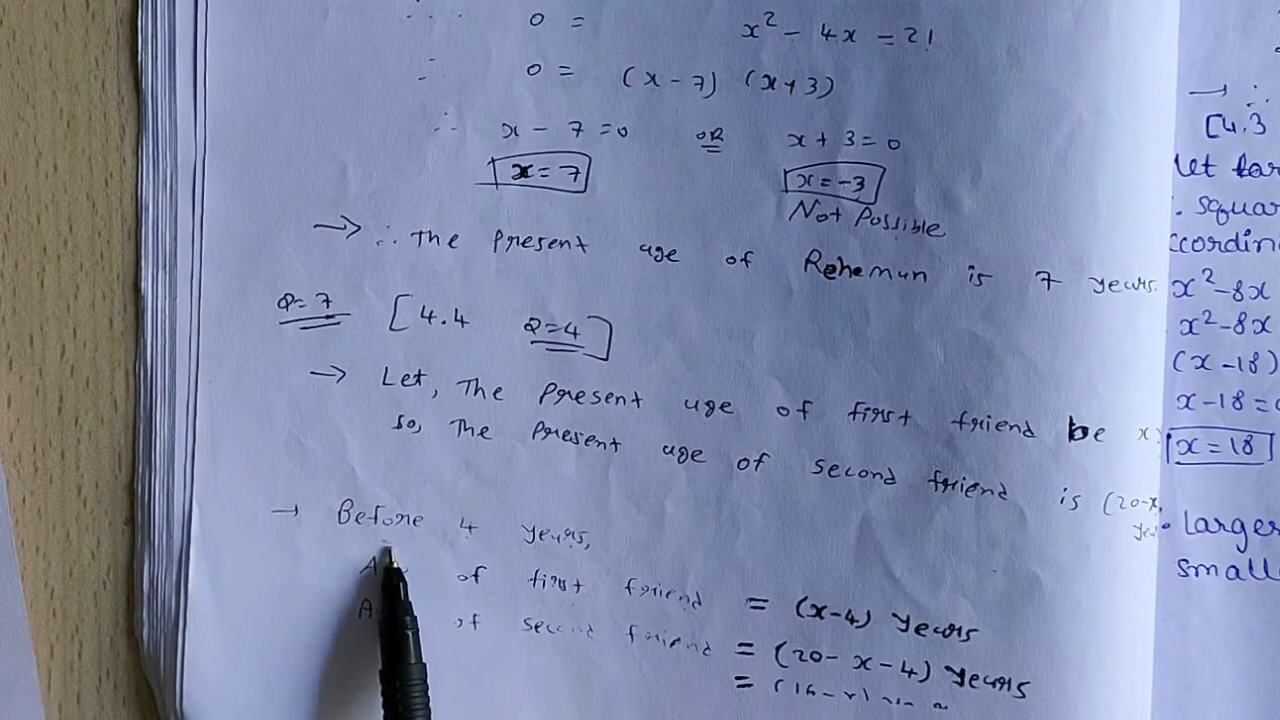 ∴ 0 = x² - 4x = 21
∴ 0 = (x-7) (x+3)
∴ x - 7 = 0 OR x + 3 = 0
x = 7 x = -3
Not Possible
→ ∴ The Present age of Rehemun is 7 years.
Q=7 [4.4 Q=4]
→ Let, The Present age of first friend be x
so, The Present age of second friend is (20-x
→ Before 4 years,
of first friend = (x-4) years
of second friend = (20-x-4) years
= (16-x)
→ ∴
[4.3
let
squar
ccordin
x²-8x
x²-8x
(x-18)
x-18=
x=18
larger
small